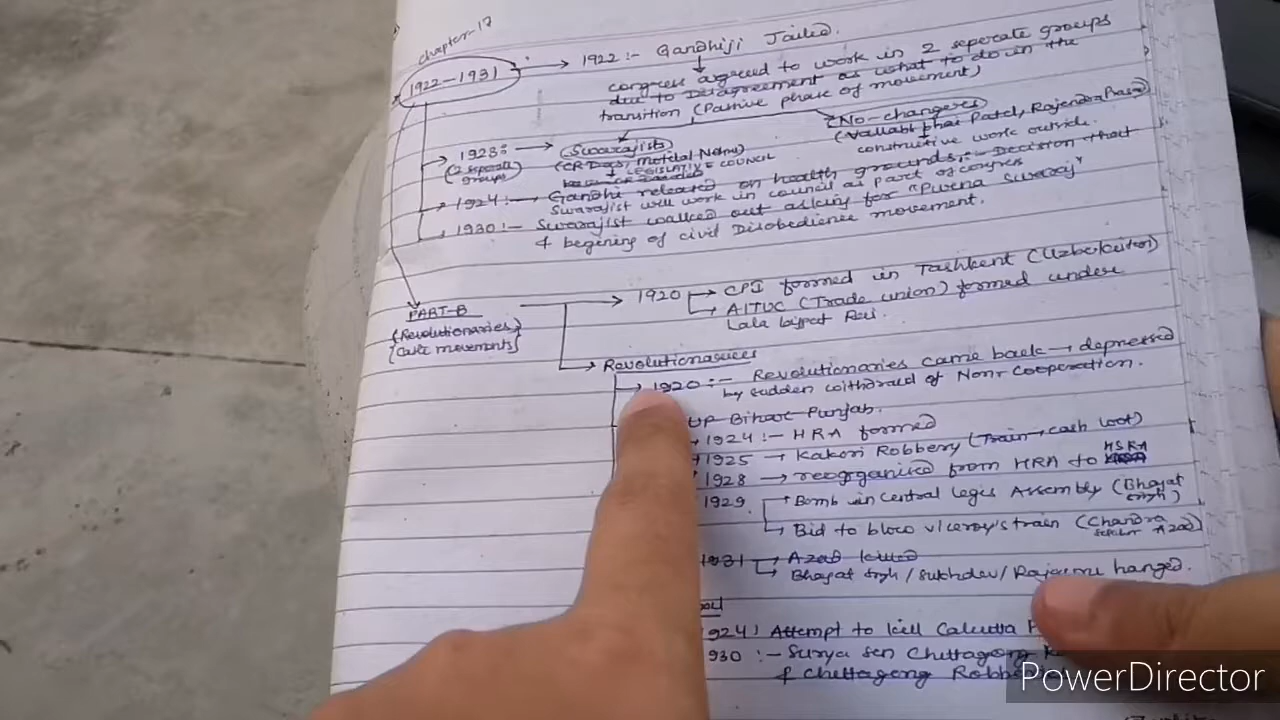 chapter-17
1922-1931 → 1922:- Gandhiji Jailed.
congress agreed to work in 2 seperate groups
due to Disagreement as what to do in the
transition (Passive phase of movement)
1923:- → Swarajists
(2 seperate groups)
(CR Das, Motilal Nehru)
LEGISLATIVE COUNCIL
No-changers
(Vallabh bhai Patel, Rajendra Prasad)
constructive work outside.
1924:- Gandhi released on health grounds:- Decision that
Swarajist will work in council as part of congress
1930:- Swarajist walked out asking for "Purna Swaraj"
& begining of civil Disobedience movement.
PART-B
(Revolutionaries)
→ 1920 → CPI formed in Tashkent (Uzbekistan)
→ AITUC (Trade union) formed under
Lala lajpat Rai.
→ Revolutionaries
→ 1920:- Revolutionaries came back → depressed
by sudden witharald of Non-Cooperation.
UP Bihar Punjab.
1924:- HRA formed
1925 → Kakori Robbery (Train → cash loot)
1928 → reorganised from HRA to HSRA
1929. → Bomb in Central Legis Assembly (Bhagat Singh)
→ Bid to blow viceroy's train (Chandra Azad)
1931 → Azad killed
→ Bhagat singh / Sukhdev / Rajguru hanged.
1924: Attempt to kill Calcutta
930:- Surya sen Chittagong
& Chittagong
PowerDirector